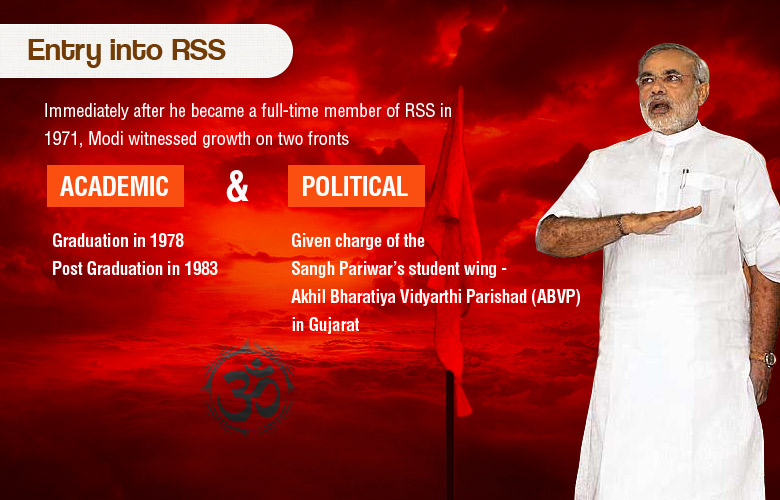 Entry into RSS
Immediately after he became a full-time member of RSS in
1971, Modi witnessed growth on two fronts
ACADEMIC & POLITICAL
Graduation in 1978
Post Graduation in 1983
Given charge of the
Sangh Pariwar's student wing -
Akhil Bharatiya Vidyarthi Parishad (ABVP)
in Gujarat
ॐ